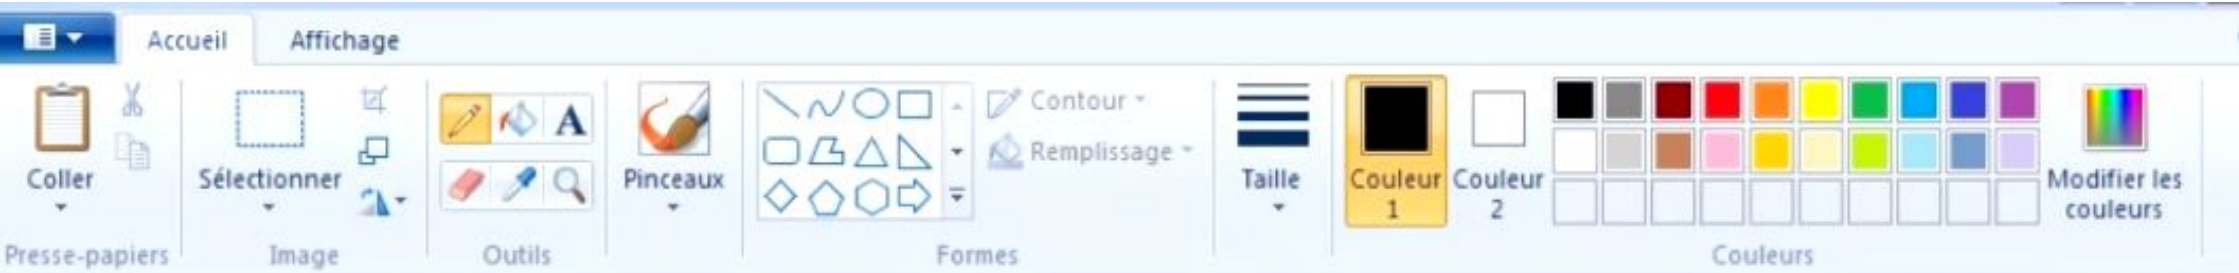 Accueil
Affichage
Coller
Presse-papiers
Sélectionner
Image
A
Outils
Pinceaux
Contour
Remplissage
Formes
Taille
Couleur
1
Couleur
2
Modifier les
couleurs
Couleurs